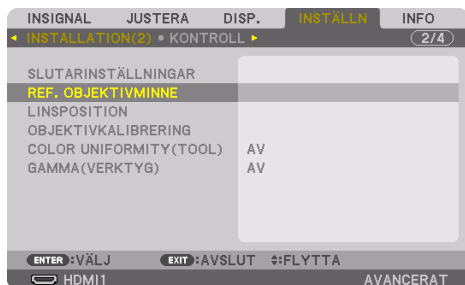 INSIGNAL JUSTERA DISP. INSTÄLLN INFO
◂ INSTALLATION(2) • KONTROLL ▸ 2/4
SLUTARINSTÄLLNINGAR
REF. OBJEKTIVMINNE
LINSPOSITION
OBJEKTIVKALIBRERING
COLOR UNIFORMITY(TOOL) AV
GAMMA(VERKTYG) AV
ENTER:VÄLJ EXIT:AVSLUT ♦:FLYTTA
HDMI1 AVANCERAT